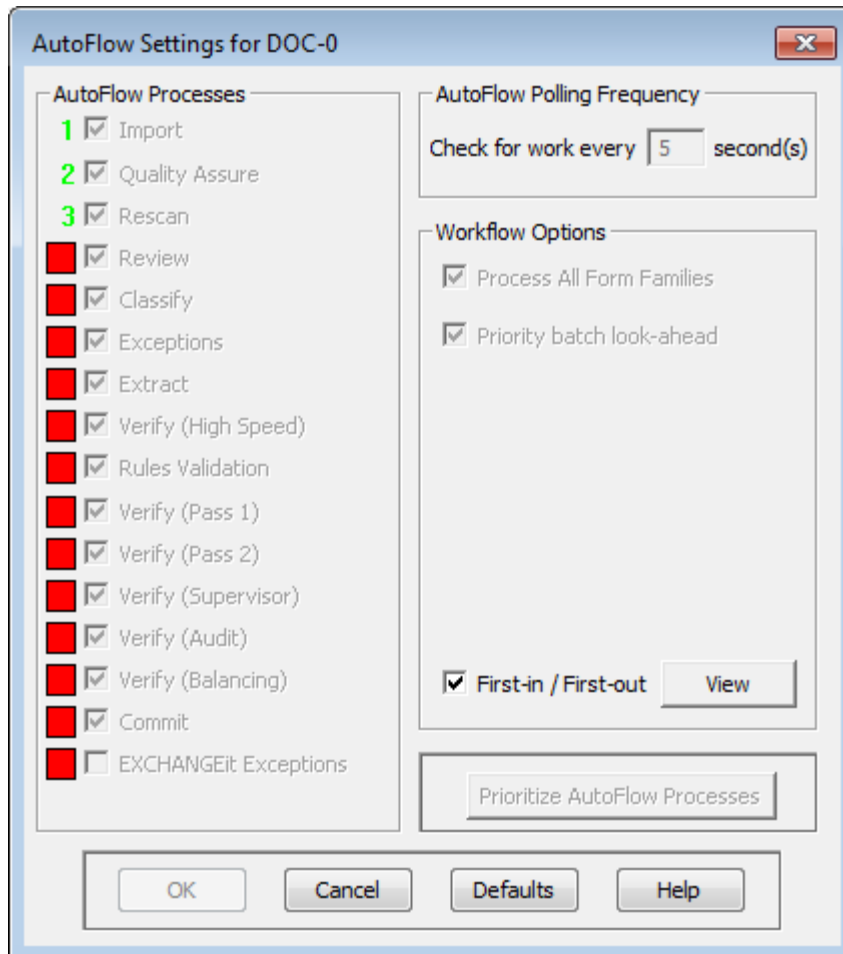 AutoFlow Settings for DOC-0
AutoFlow Processes
1 Import
2 Quality Assure
3 Rescan
Review
Classify
Exceptions
Extract
Verify (High Speed)
Rules Validation
Verify (Pass 1)
Verify (Pass 2)
Verify (Supervisor)
Verify (Audit)
Verify (Balancing)
Commit
EXCHANGEit Exceptions
AutoFlow Polling Frequency
Check for work every 5 second(s)
Workflow Options
Process All Form Families
Priority batch look-ahead
First-in / First-out View
Prioritize AutoFlow Processes
OK Cancel Defaults Help